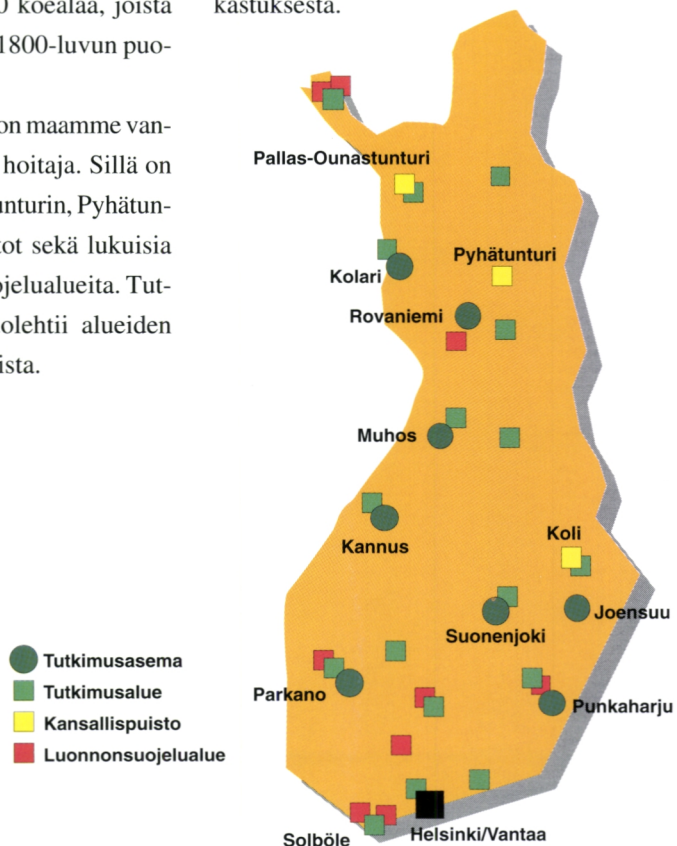 0 koealaa, joista
1800-luvun puo-
on maamme van-
hoitaja. Sillä on
unturin, Pyhätun-
tot sekä lukuisia
ojelualueita. Tut-
olehtii alueiden
ista.
kastuksesta.
Pallas-Ounastunturi
Pyhätunturi
Kolari
Rovaniemi
Muhos
Kannus
Koli
Joensuu
Suonenjoki
Parkano
Punkaharju
Solböle
Helsinki/Vantaa
Tutkimusasema
Tutkimusalue
Kansallispuisto
Luonnonsuojelualue